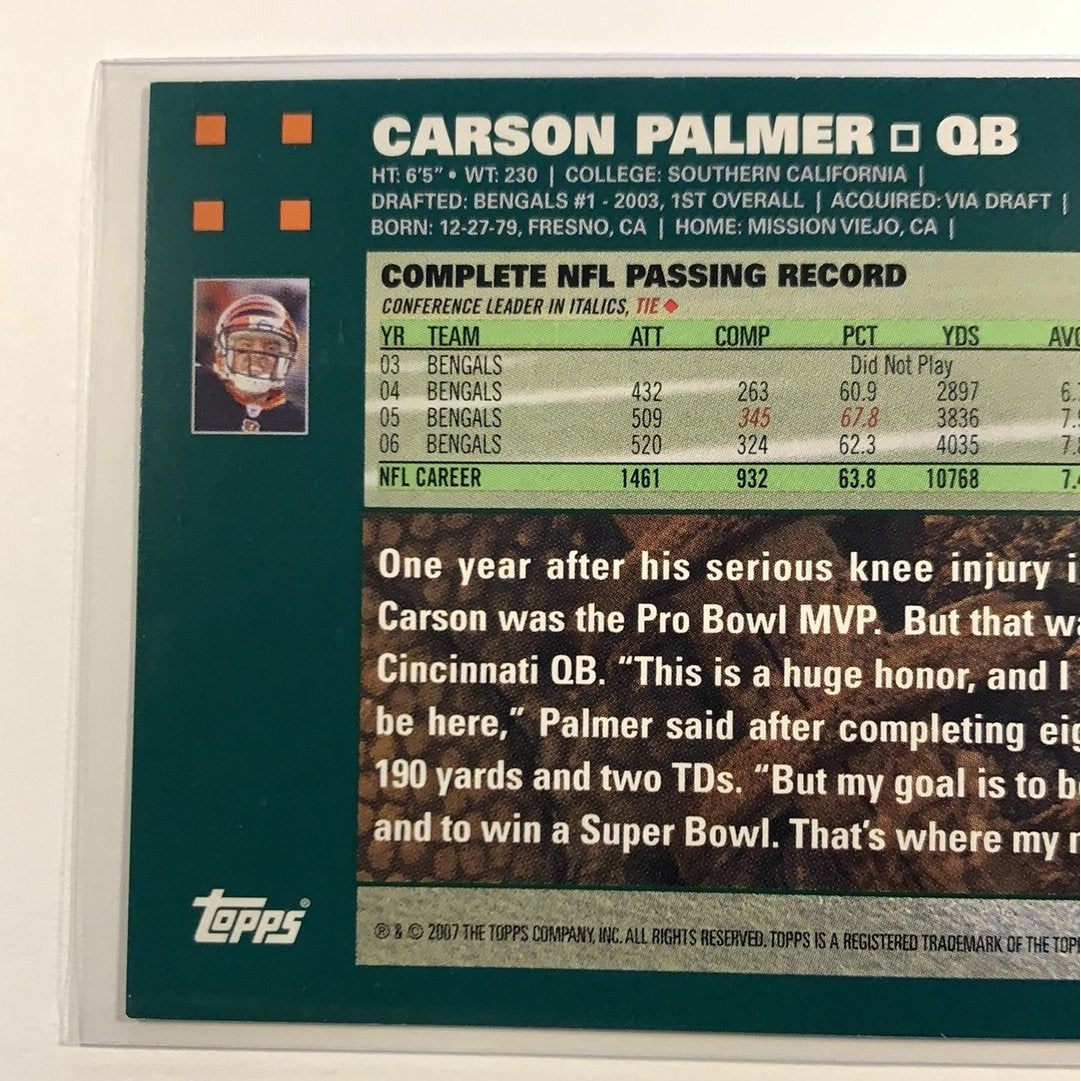 CARSON PALMER □ QB
HT: 6'5" • WT: 230 | COLLEGE: SOUTHERN CALIFORNIA |
DRAFTED: BENGALS #1 - 2003, 1ST OVERALL | ACQUIRED: VIA DRAFT |
BORN: 12-27-79, FRESNO, CA | HOME: MISSION VIEJO, CA |
COMPLETE NFL PASSING RECORD
CONFERENCE LEADER IN ITALICS, TIE ◆
YR TEAM ATT COMP PCT YDS
03 BENGALS Did Not Play
04 BENGALS 432 263 60.9 2897
05 BENGALS 509 345 67.8 3836
06 BENGALS 520 324 62.3 4035
NFL CAREER 1461 932 63.8 10768
One year after his serious knee injury
Carson was the Pro Bowl MVP. But that
Cincinnati QB. "This is a huge honor, and I
be here," Palmer said after completing
190 yards and two TDs. "But my goal is to
and to win a Super Bowl. That's where my
TOPPS®
® & © 2007 THE TOPPS COMPANY, INC. ALL RIGHTS RESERVED. TOPPS IS A REGISTERED TRADEMARK OF THE